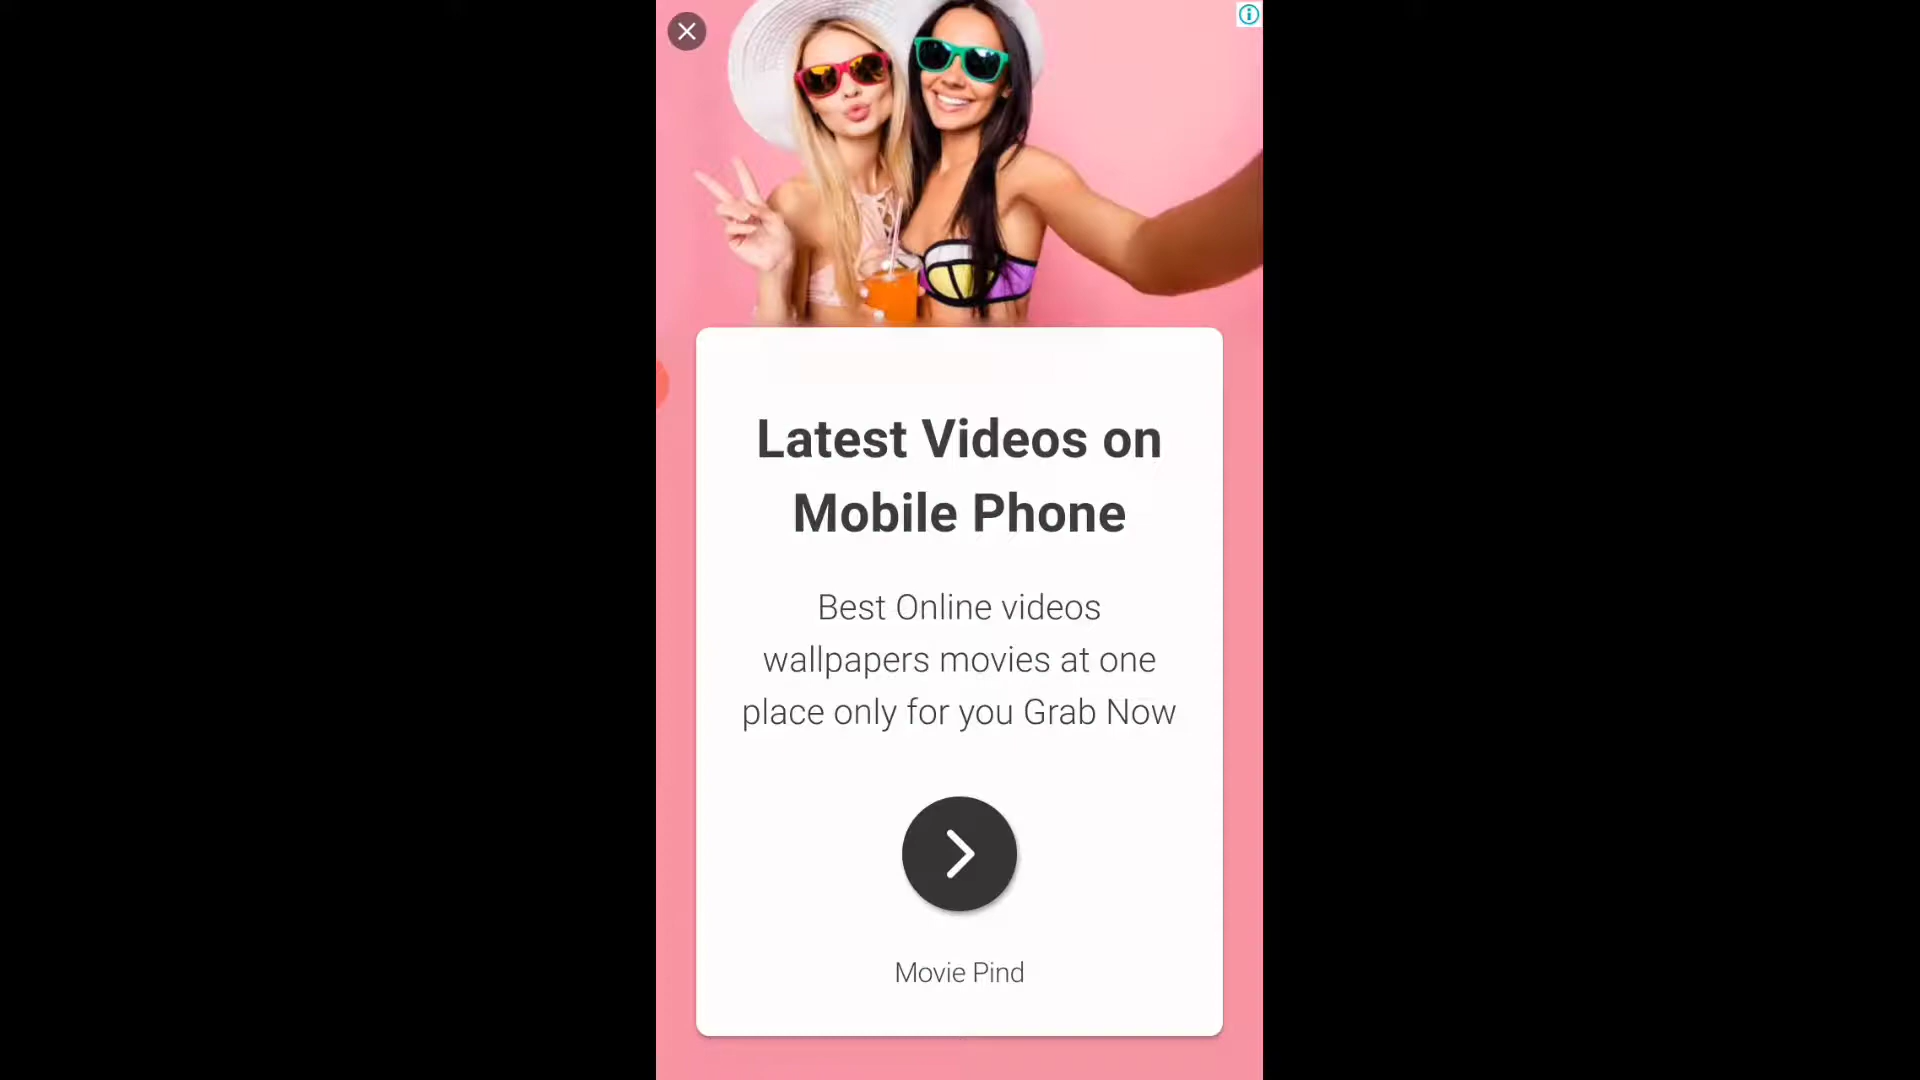 Latest Videos on
Mobile Phone
Best Online videos
wallpapers movies at one
place only for you Grab Now
Movie Pind